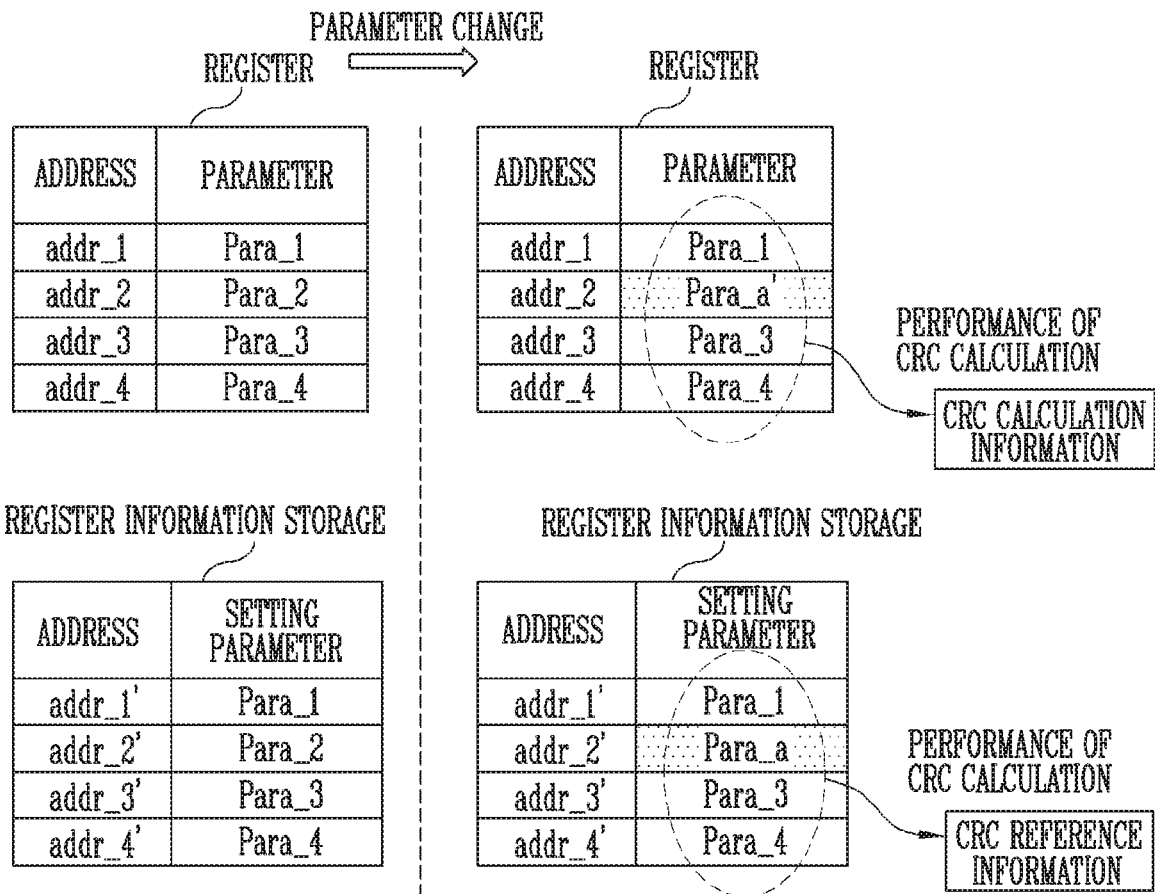 PARAMETER CHANGE
REGISTER
REGISTER
ADDRESS PARAMETER
addr_1 Para_1
addr_2 Para_2
addr_3 Para_3
addr_4 Para_4
ADDRESS PARAMETER
addr_1 Para_1
addr_2 Para_a'
addr_3 Para_3
addr_4 Para_4
PERFORMANCE OF
CRC CALCULATION
CRC CALCULATION
INFORMATION
REGISTER INFORMATION STORAGE
REGISTER INFORMATION STORAGE
ADDRESS
SETTING
PARAMETER
addr_1' Para_1
addr_2' Para_2
addr_3' Para_3
addr_4' Para_4
ADDRESS
SETTING
PARAMETER
addr_1' Para_1
addr_2' Para_a
addr_3' Para_3
addr_4' Para_4
PERFORMANCE OF
CRC CALCULATION
CRC REFERENCE
INFORMATION